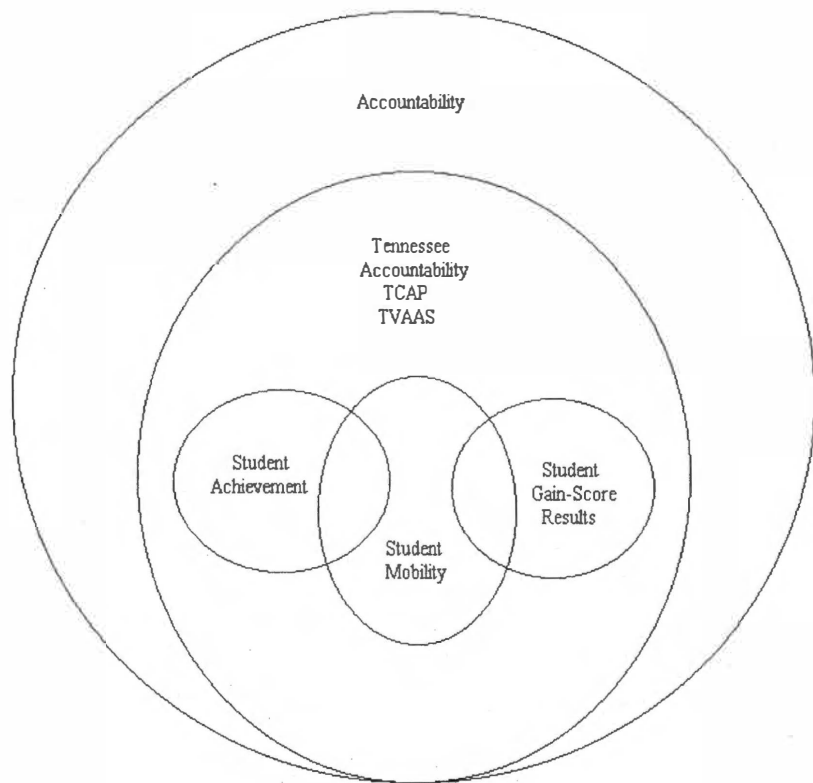 Accountability
Tennessee
Accountability
TCAP
TVAAS
Student
Achievement
Student
Gain-Score
Results
Student
Mobility